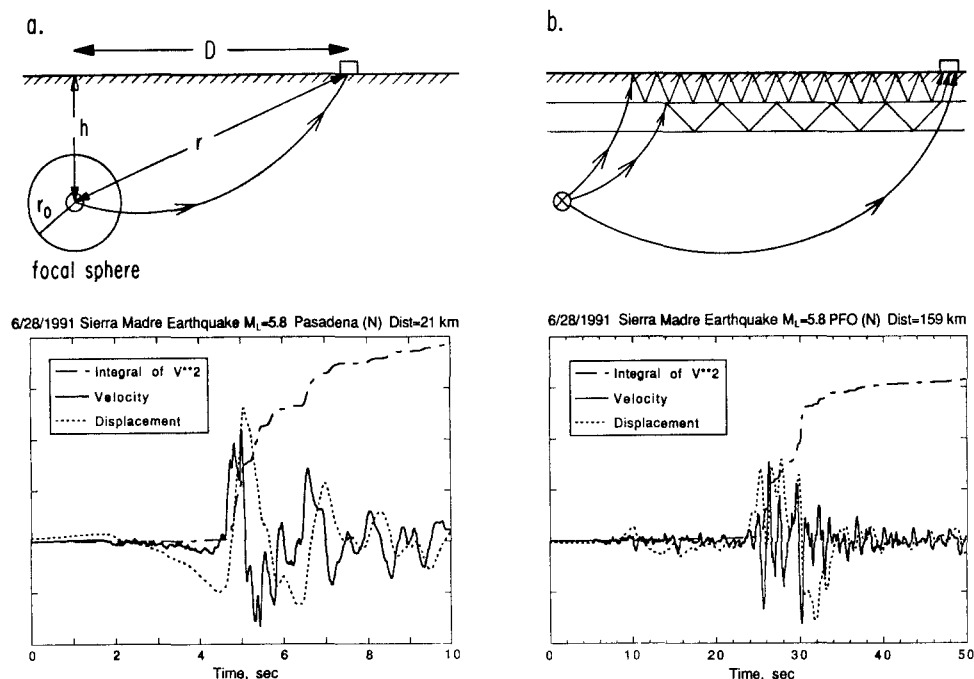 a.
D
h
r
r₀
focal sphere
b.
6/28/1991 Sierra Madre Earthquake M_L=5.8 Pasadena (N) Dist=21 km
Integral of V**2
Velocity
Displacement
0 2 4 6 8 10
Time, sec
6/28/1991 Sierra Madre Earthquake M_L=5.8 PFO (N) Dist=159 km
Integral of V**2
Velocity
Displacement
0 10 20 30 40 50
Time, sec